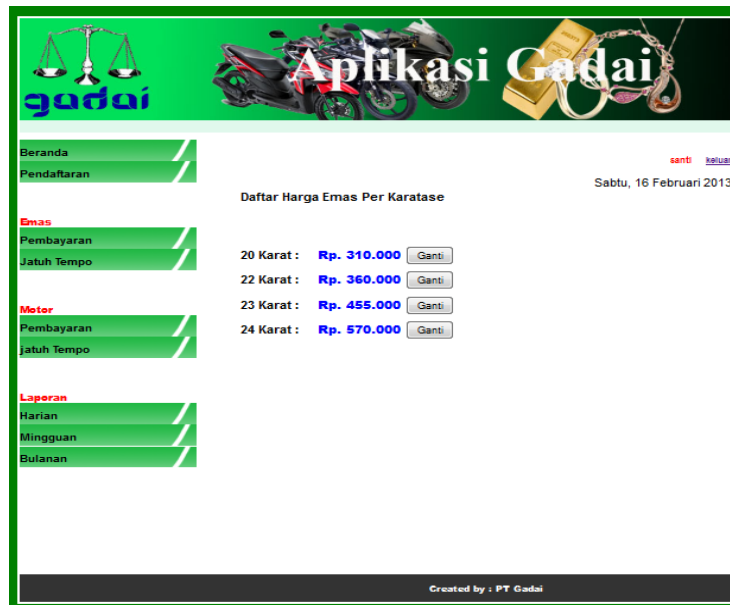 gadai
Aplikasi Gadai
santi keluar
Sabtu, 16 Februari 2013
Beranda
Pendaftaran
Emas
Pembayaran
Jatuh Tempo
Motor
Pembayaran
jatuh Tempo
Laporan
Harian
Mingguan
Bulanan
Daftar Harga Emas Per Karatase
20 Karat : Rp. 310.000 Ganti
22 Karat : Rp. 360.000 Ganti
23 Karat : Rp. 455.000 Ganti
24 Karat : Rp. 570.000 Ganti
Created by : PT Gadai